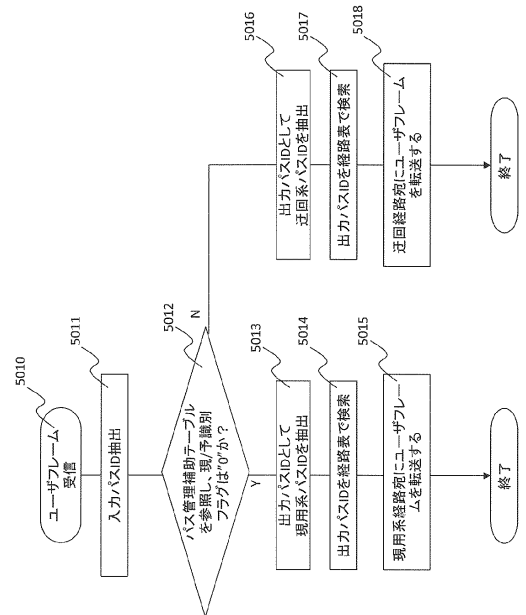 5010
ユーザフレーム
受信
5011
入力パスID抽出
5012
パス管理補助テーブル
を参照し、現/予識別
フラグは"0"か?
Y
N
5013
出力パスIDとして
現用系パスIDを抽出
5014
出力パスIDを経路表で検索
5015
現用系経路宛にユーザフレー
ムを転送する
終了
5016
出力パスIDとして
迂回系パスIDを抽出
5017
出力パスIDを経路表で検索
5018
迂回経路宛にユーザフレーム
を転送する
終了